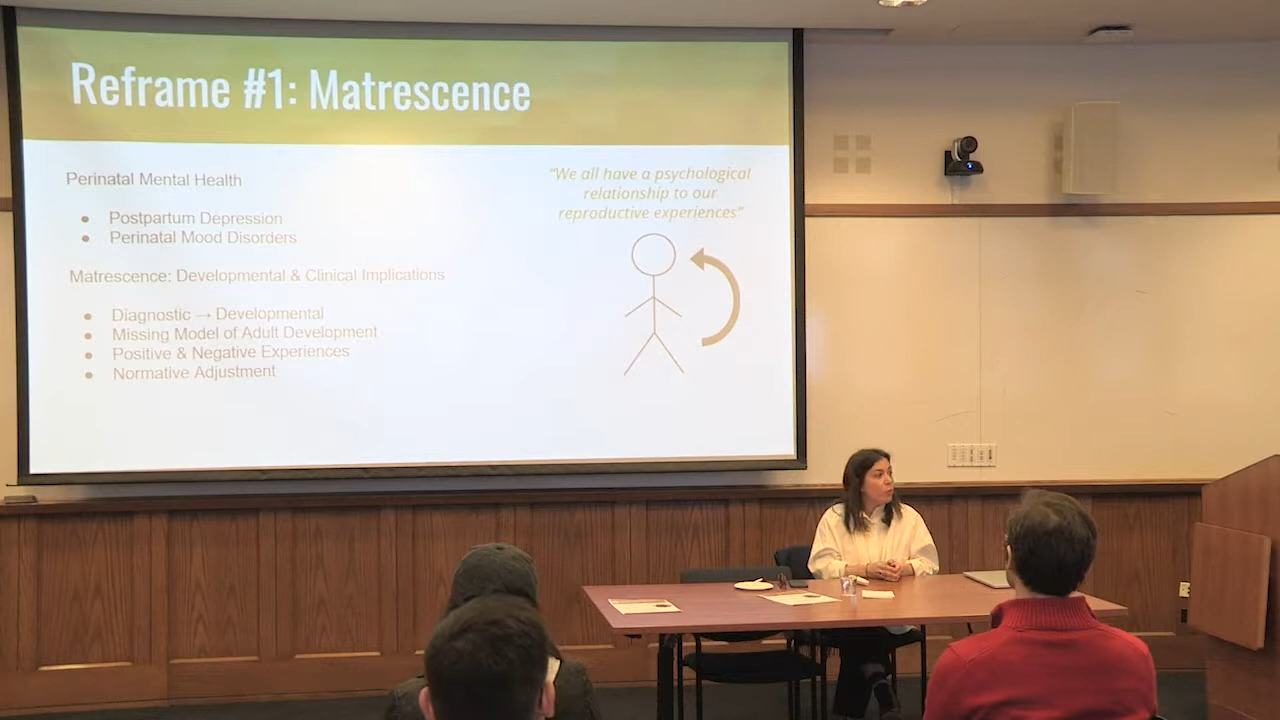 Reframe #1: Matrescence
Perinatal Mental Health
● Postpartum Depression
● Perinatal Mood Disorders
Matrescence: Developmental & Clinical Implications
● Diagnostic → Developmental
● Missing Model of Adult Development
● Positive & Negative Experiences
● Normative Adjustment
"We all have a psychological
relationship to our
reproductive experiences"